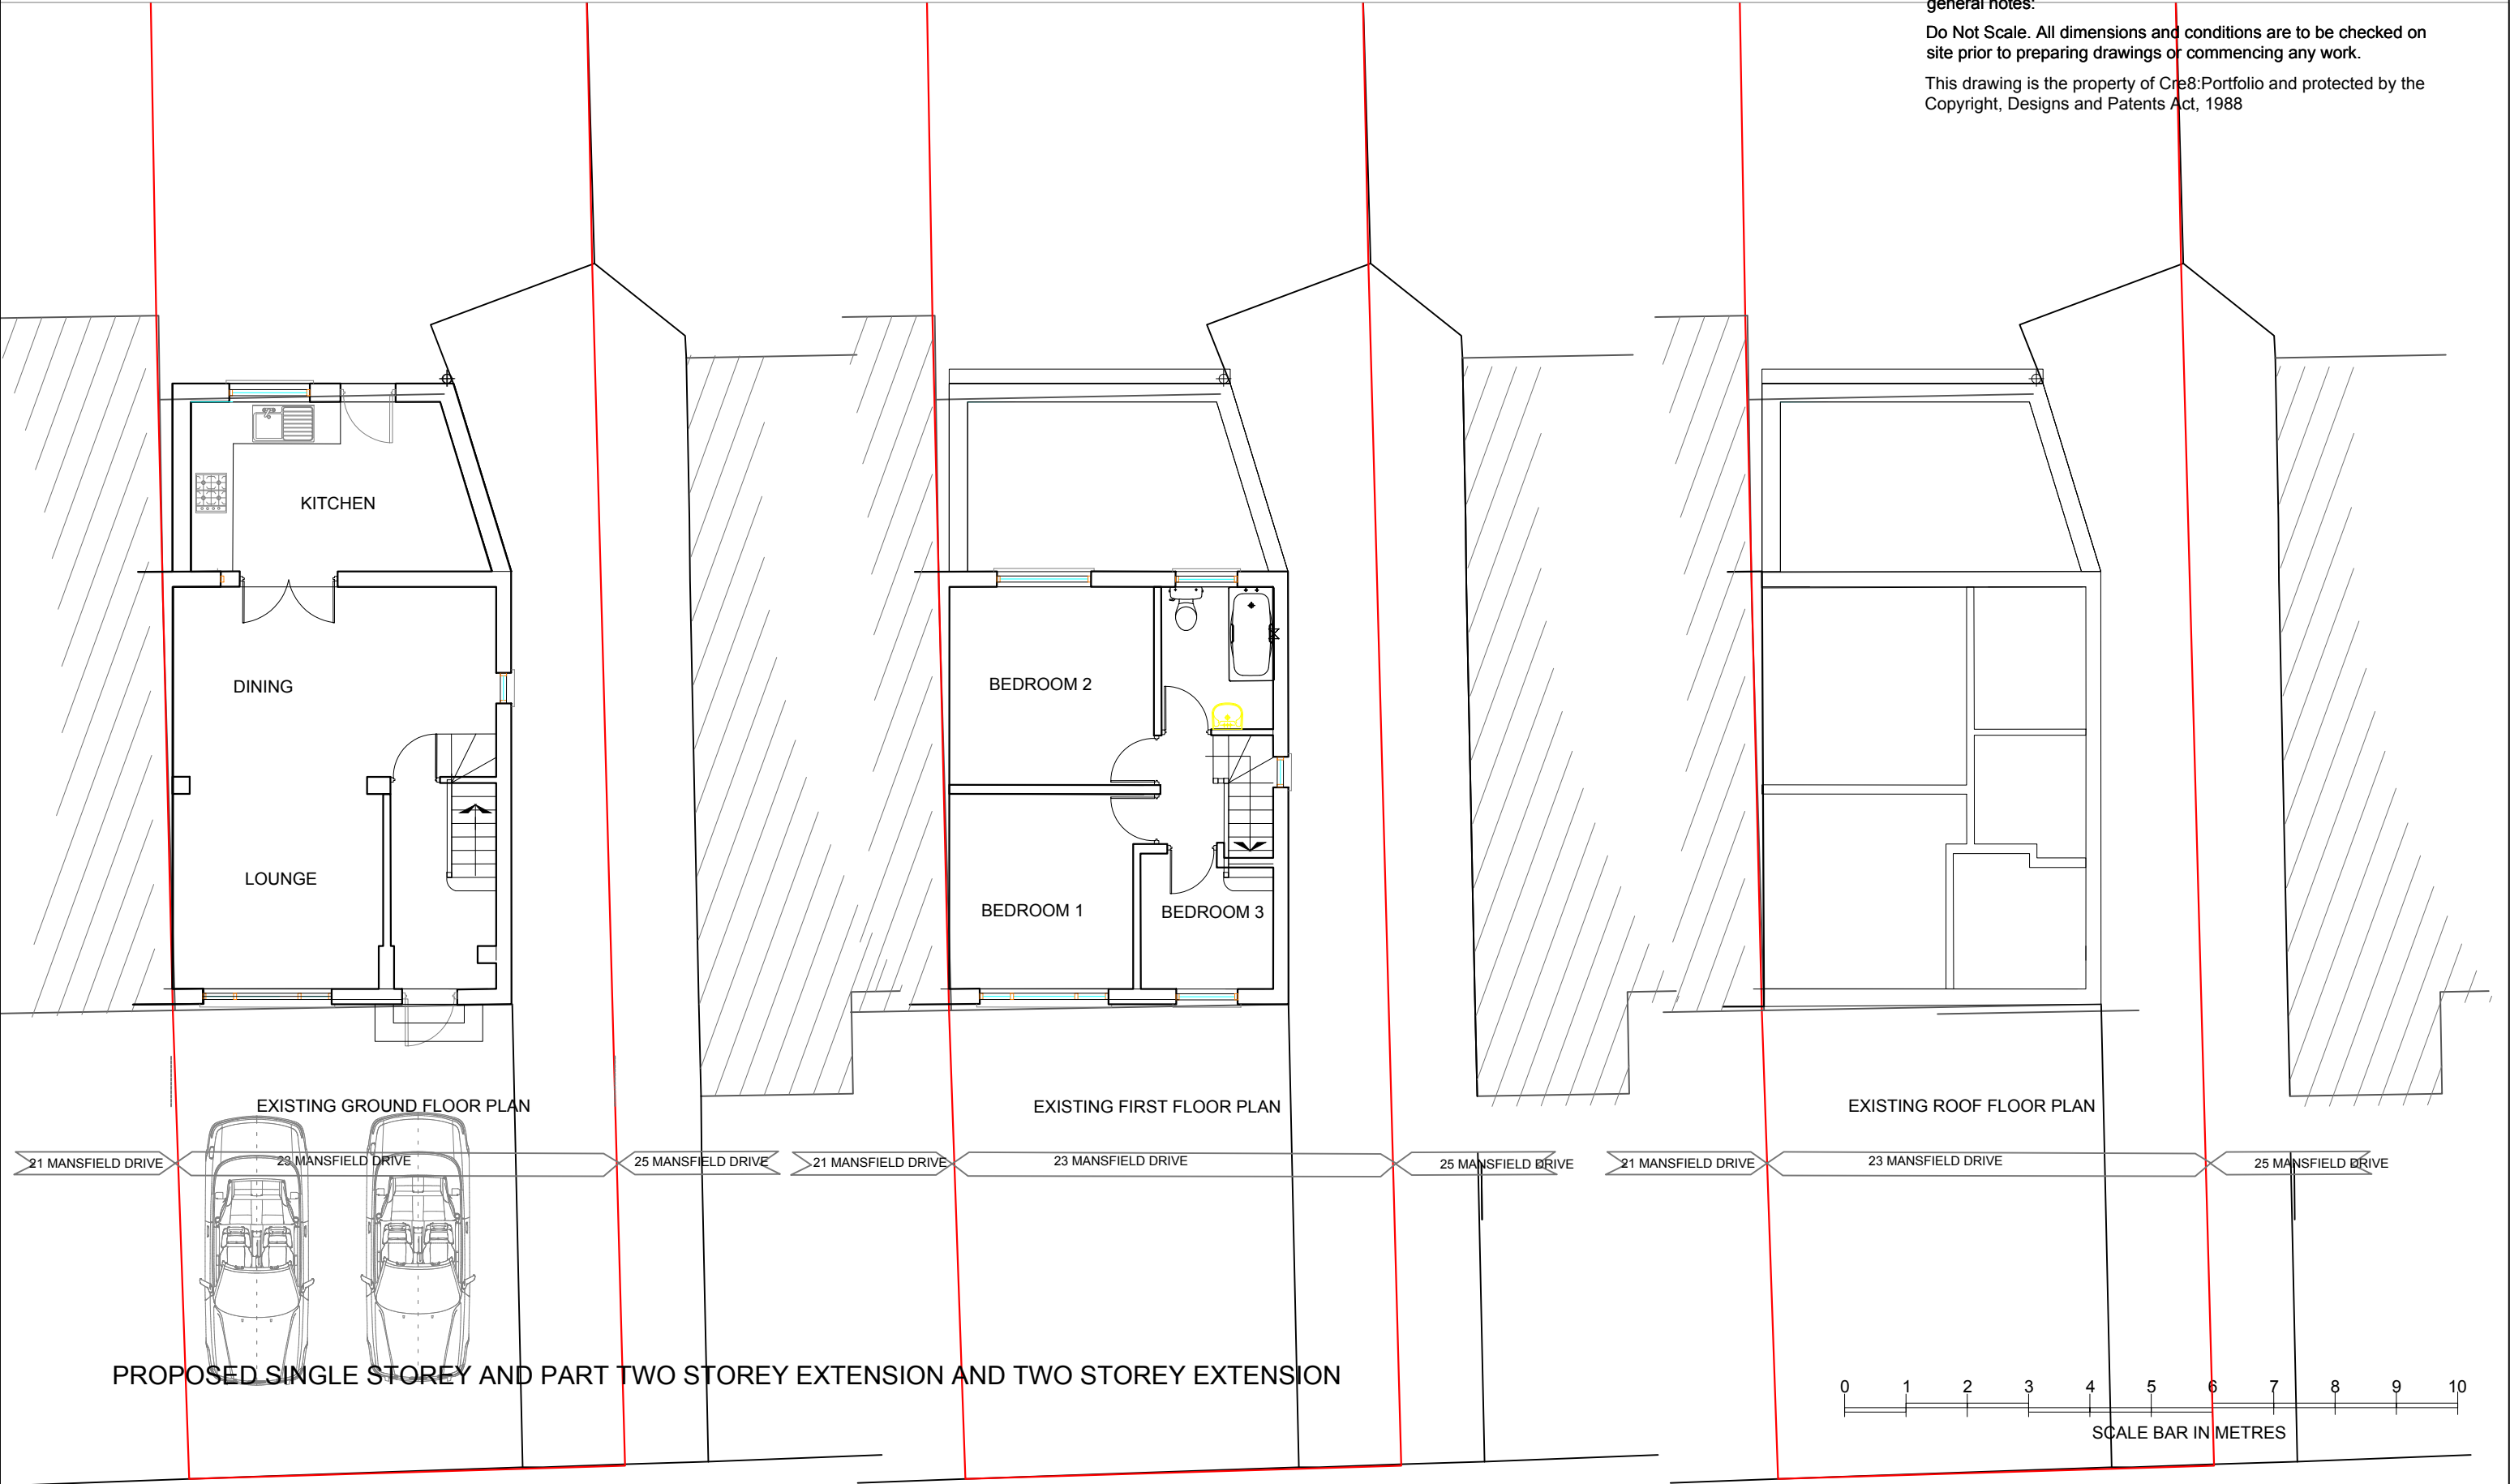 general notes:
Do Not Scale. All dimensions and conditions are to be checked on
site prior to preparing drawings or commencing any work.
This drawing is the property of Cre8:Portfolio and protected by the
Copyright, Designs and Patents Act, 1988
KITCHEN
DINING
LOUNGE
BEDROOM 2
BEDROOM 1
BEDROOM 3
EXISTING GROUND FLOOR PLAN
EXISTING FIRST FLOOR PLAN
EXISTING ROOF FLOOR PLAN
21 MANSFIELD DRIVE
23 MANSFIELD DRIVE
25 MANSFIELD DRIVE
21 MANSFIELD DRIVE
23 MANSFIELD DRIVE
25 MANSFIELD DRIVE
21 MANSFIELD DRIVE
23 MANSFIELD DRIVE
25 MANSFIELD DRIVE
PROPOSED SINGLE STOREY AND PART TWO STOREY EXTENSION AND TWO STOREY EXTENSION
0 1 2 3 4 5 6 7 8 9 10
SCALE BAR IN METRES